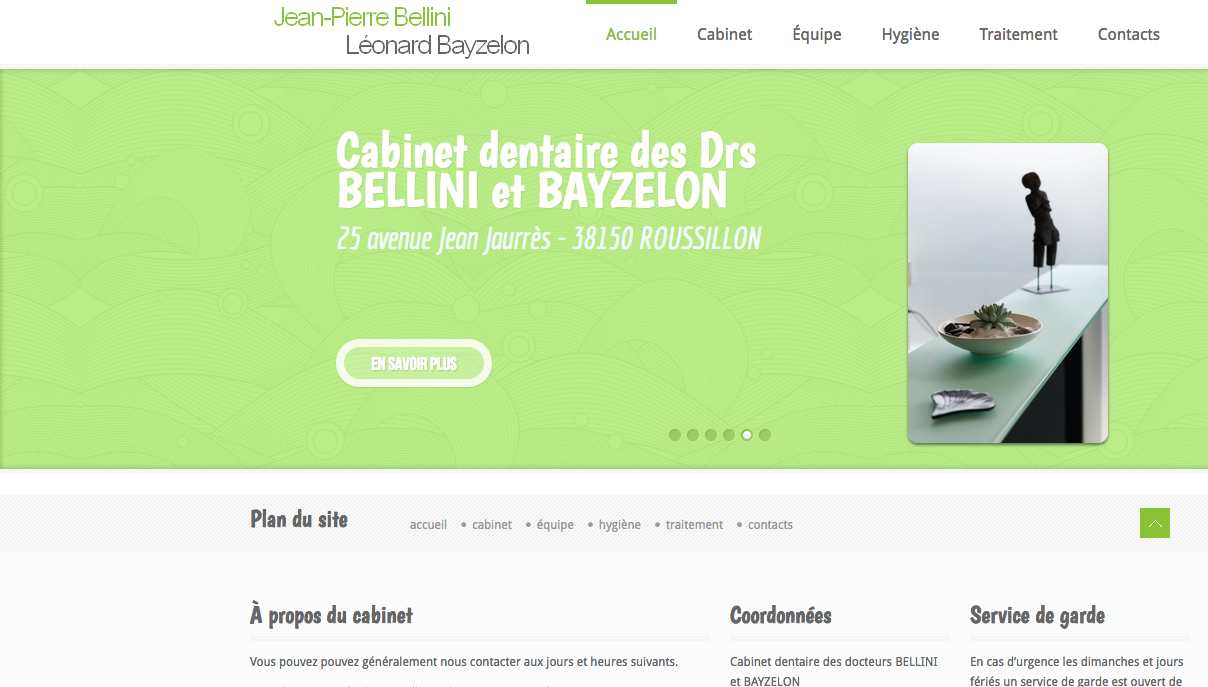 Jean-Pierre Bellini
Léonard Bayzelon
Accueil Cabinet Équipe Hygiène Traitement Contacts
Cabinet dentaire des Drs
BELLINI et BAYZELON
25 avenue Jean Jaurrès - 38150 ROUSSILLON
EN SAVOIR PLUS
Plan du site
accueil • cabinet • équipe • hygiène • traitement • contacts
À propos du cabinet
Vous pouvez pouvez généralement nous contacter aux jours et heures suivants.
Coordonnées
Cabinet dentaire des docteurs BELLINI
et BAYZELON
Service de garde
En cas d’urgence les dimanches et jours
fériés un service de garde est ouvert de